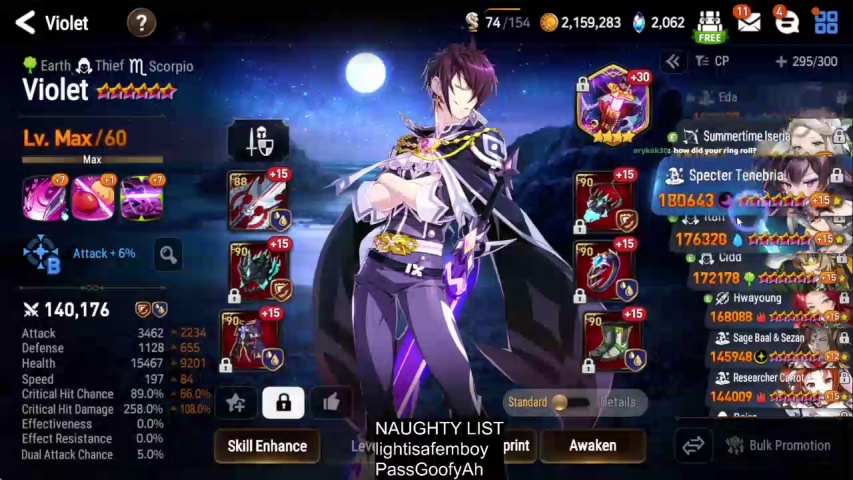 Violet
?
74/154
2,159,283
2,062
FREE
11
4
Earth Thief Scorpio
Violet
CP
+ 295/300
Lv. Max/60
Max
+7
+1
+7
Attack +6%
B
140,176
Attack 3462 2234
Defense 1128 655
Health 15467 9201
Speed 197 84
Critical Hit Chance 89.0% 66.0%
Critical Hit Damage 258.0% 108.0%
Effectiveness 0.0%
Effect Resistance 0.0%
Dual Attack Chance 5.0%
88 +15
90 +15
90 +15
+30
90 +15
90 +15
90 +15
IX
Eda
Summertime Iseria
arykek30: how did your ring roll?
Specter Tenebria
180643 +15
176320 +15
Cidd
172178 +15
Hwayoung
168088 +15
Sage Baal & Sezan
145948 +12
Researcher Carrot
144009 +15
Standard Details
Skill Enhance
Awaken
Bulk Promotion
NAUGHTY LIST
lightisafemboy
PassGoofyAh